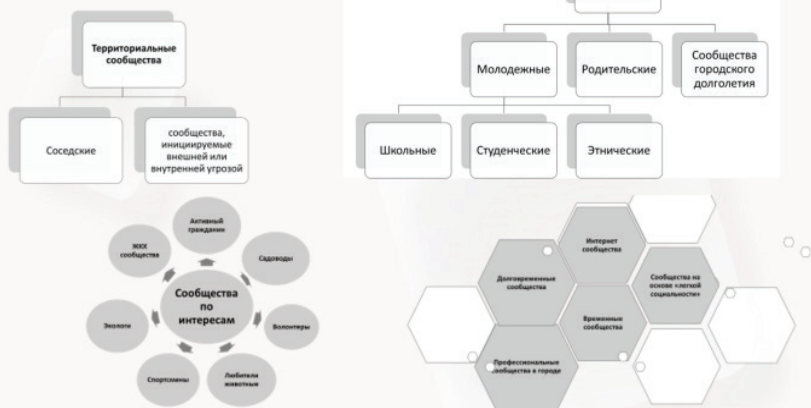 Территориальные
сообщества
Соседские
сообщества,
инициируемые
внешней или
внутренней угрозой
Молодежные
Родительские
Сообщества
городского
долголетия
Школьные
Студенческие
Этнические
Сообщества
по
интересам
Активный
гражданин
Садоводы
Волонтеры
Любители
животные
Спортсмены
Экологи
ЖКХ
сообщества
Интернет
сообщества
Долговременные
сообщества
Сообщества на
основе «легкой
социальности»
Временные
сообщества
Профессиональные
сообщества в городе